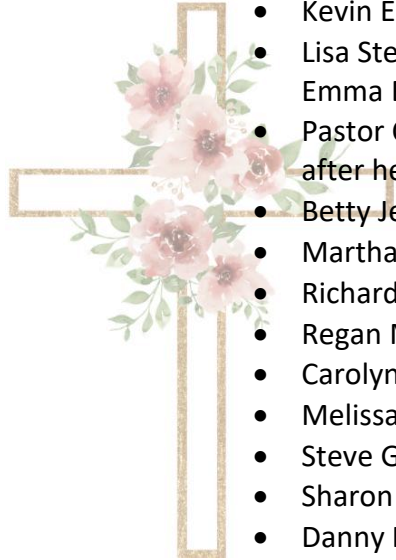 • Kevin E
• Lisa Ste
Emma
• Pastor
after he
• Betty Je
• Martha
• Richard
• Regan
• Carolyn
• Melissa
• Steve G
• Sharon
• Danny